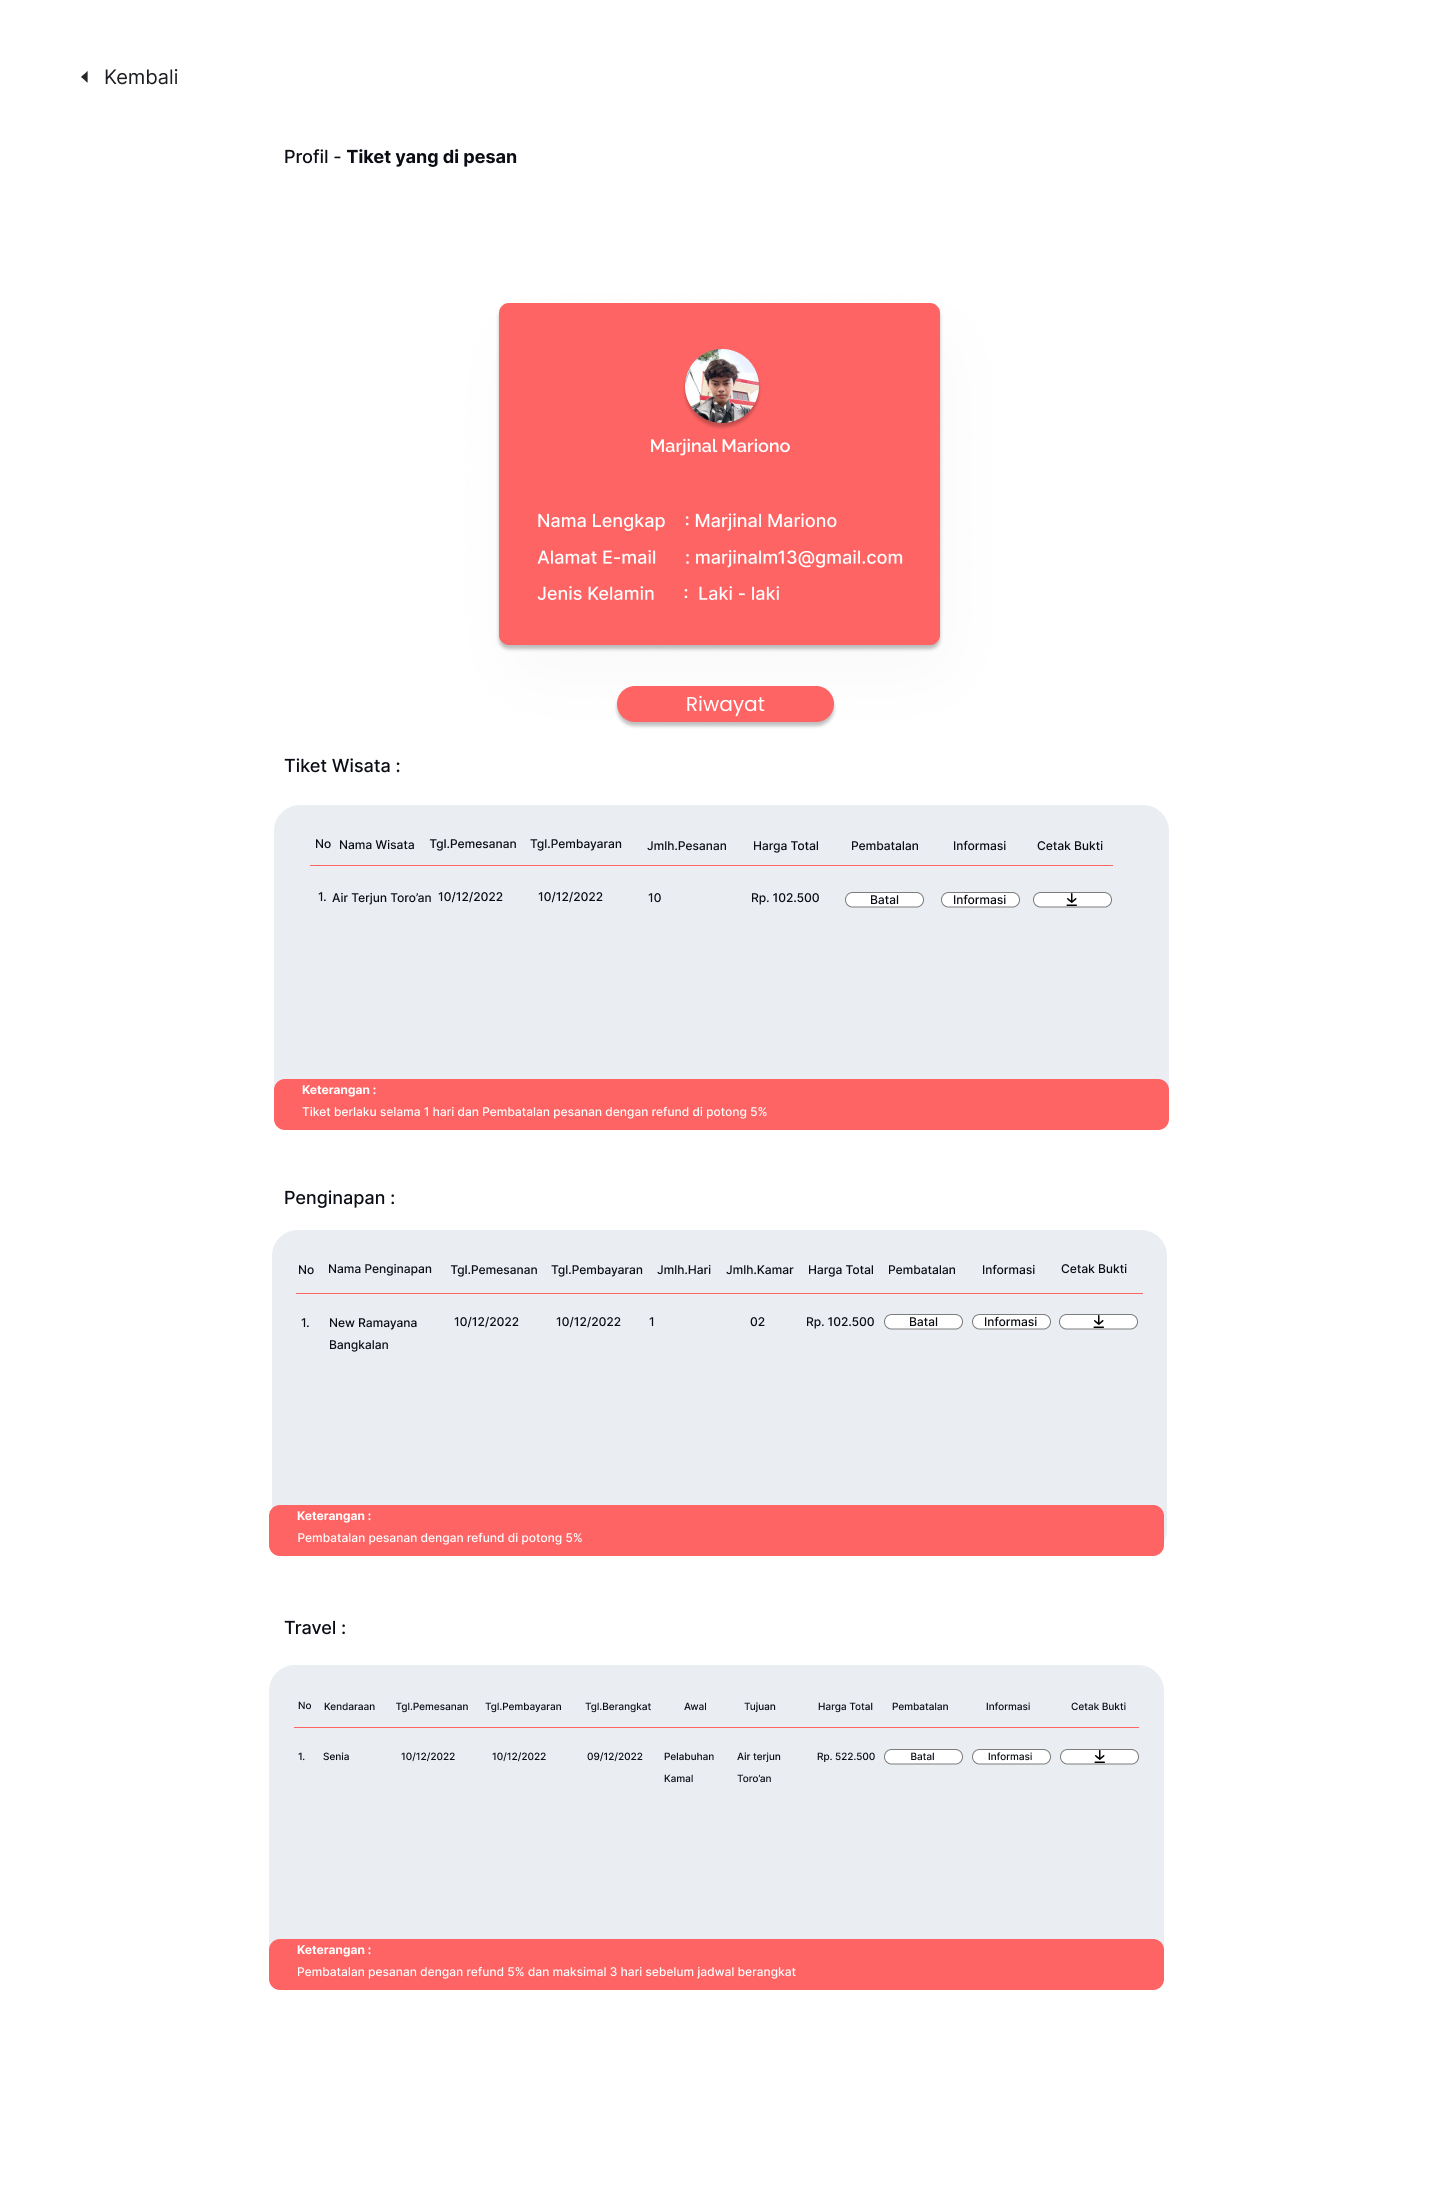 Kembali
Profil - Tiket yang di pesan
Marjinal Mariono
Nama Lengkap : Marjinal Mariono
Alamat E-mail : marjinalm13@gmail.com
Jenis Kelamin : Laki - laki
Riwayat
Tiket Wisata :
No Nama Wisata Tgl.Pemesanan Tgl.Pembayaran Jmlh.Pesanan Harga Total Pembatalan Informasi Cetak Bukti
1. Air Terjun Toro’an 10/12/2022 10/12/2022 10 Rp. 102.500 Batal Informasi
Keterangan :
Tiket berlaku selama 1 hari dan Pembatalan pesanan dengan refund di potong 5%
Penginapan :
No Nama Penginapan Tgl.Pemesanan Tgl.Pembayaran Jmlh.Hari Jmlh.Kamar Harga Total Pembatalan Informasi Cetak Bukti
1. New Ramayana 10/12/2022 10/12/2022 1 02 Rp. 102.500 Batal Informasi
Bangkalan
Keterangan :
Pembatalan pesanan dengan refund di potong 5%
Travel :
No Kendaraan Tgl.Pemesanan Tgl.Pembayaran Tgl.Berangkat Awal Tujuan Harga Total Pembatalan Informasi Cetak Bukti
1. Senia 10/12/2022 10/12/2022 09/12/2022 Pelabuhan Air terjun Rp. 522.500 Batal Informasi
Kamal Toro’an
Keterangan :
Pembatalan pesanan dengan refund 5% dan maksimal 3 hari sebelum jadwal berangkat